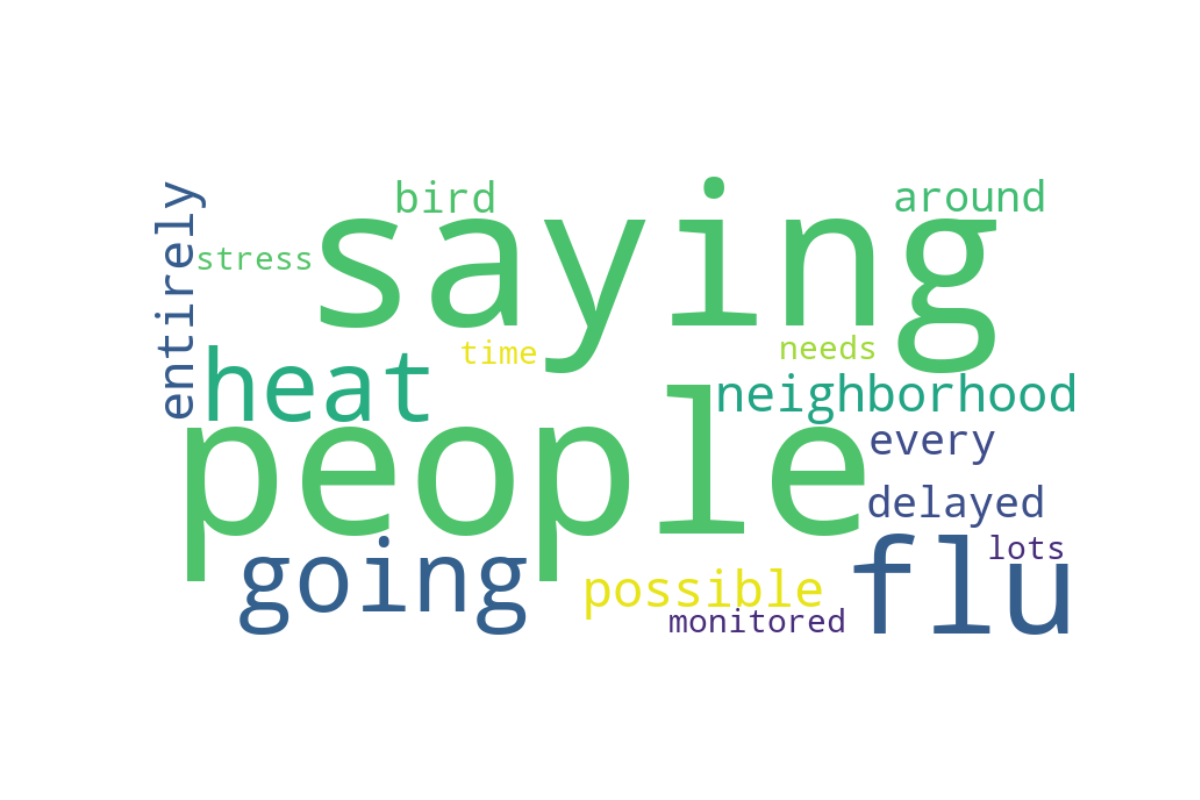 bird
around
saying
entirely
stress
time
needs
heat
neighborhood
people
every
delayed
going
possible
flu
lots
monitored